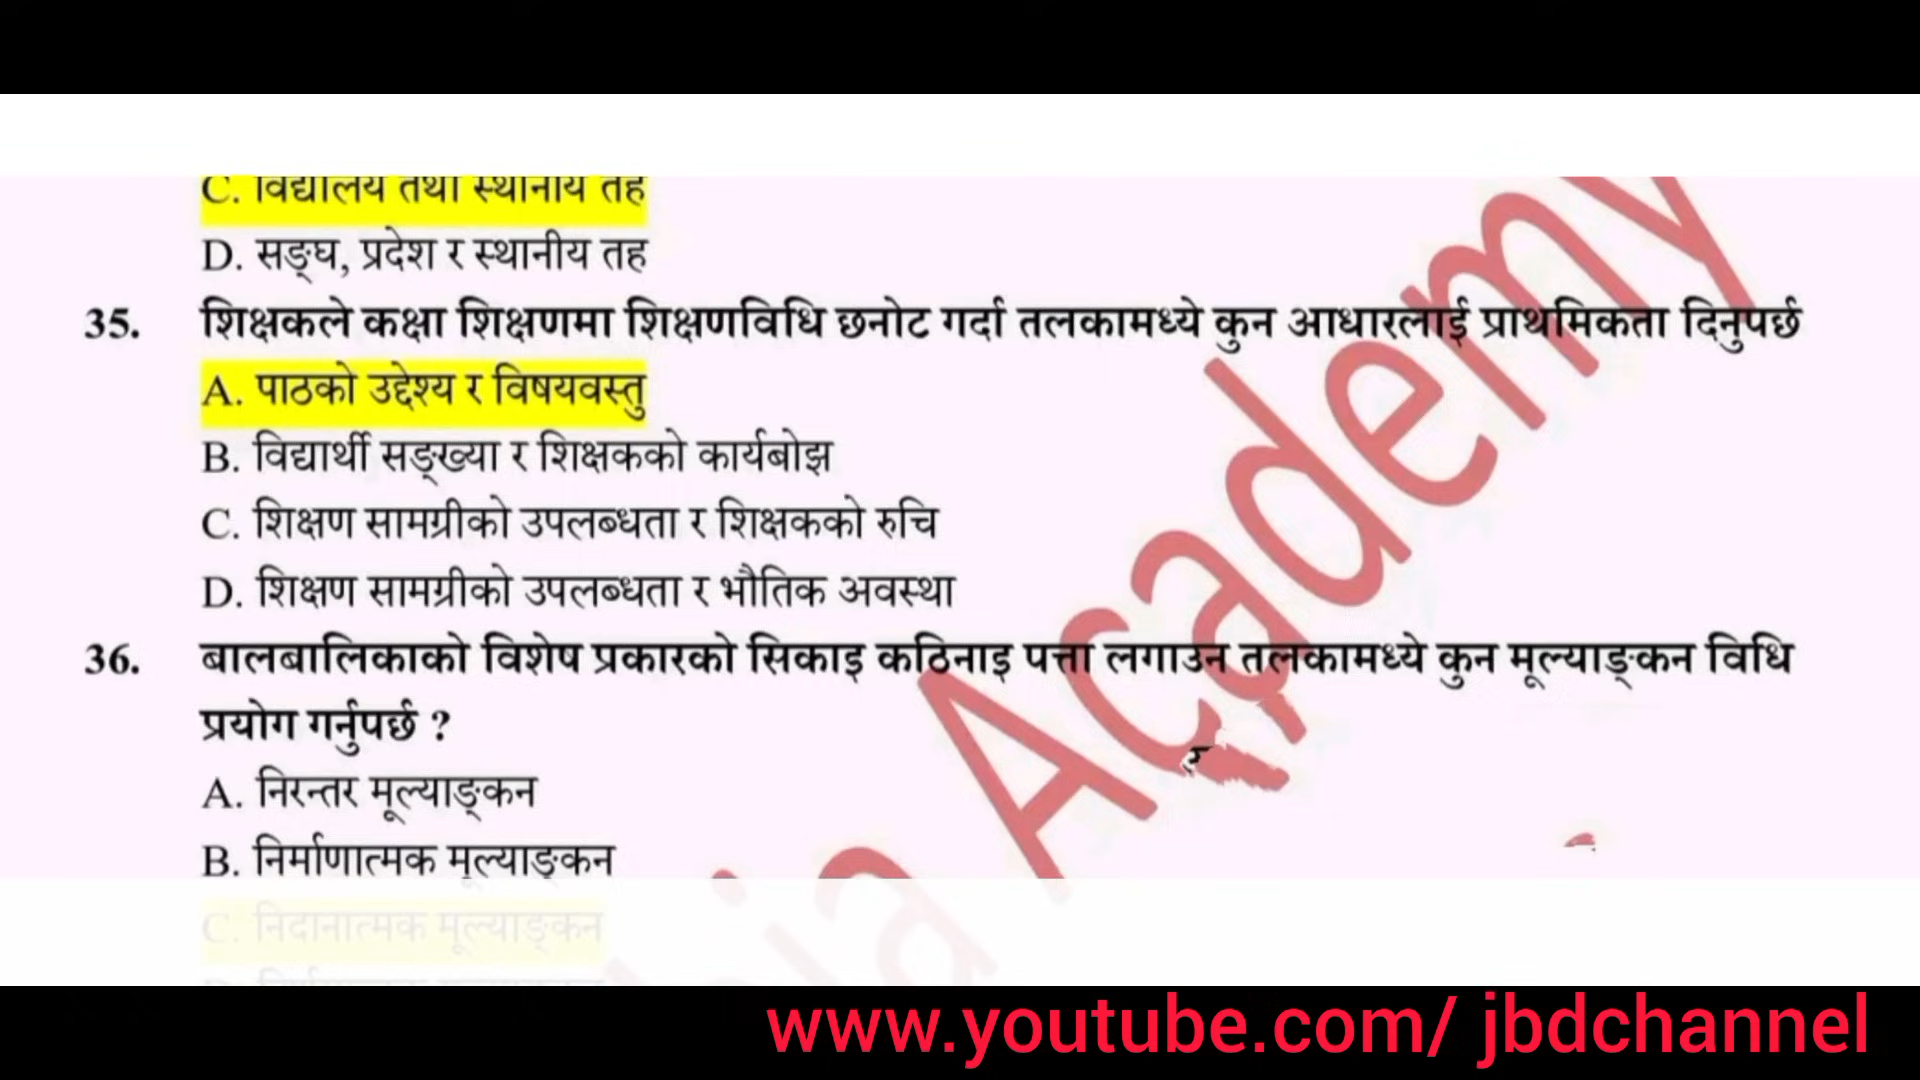 C. विद्यालय तथा स्थानीय तह
D. सङ्घ, प्रदेश र स्थानीय तह
35. शिक्षकले कक्षा शिक्षणमा शिक्षणविधि छनोट गर्दा तलकामध्ये कुन आधारलाई प्राथमिकता दिनुपर्छ
A. पाठको उद्देश्य र विषयवस्तु
B. विद्यार्थी सङ्ख्या र शिक्षकको कार्यबोझ
C. शिक्षण सामग्रीको उपलब्धता र शिक्षकको रुचि
D. शिक्षण सामग्रीको उपलब्धता र भौतिक अवस्था
36. बालबालिकाको विशेष प्रकारको सिकाइ कठिनाइ पत्ता लगाउन तलकामध्ये कुन मूल्याङ्कन विधि
प्रयोग गर्नुपर्छ ?
A. निरन्तर मूल्याङ्कन
B. निर्माणात्मक मूल्याङ्कन
C. निदानात्मक मूल्याङ्कन
Academy
www.youtube.com/ jbdchannel